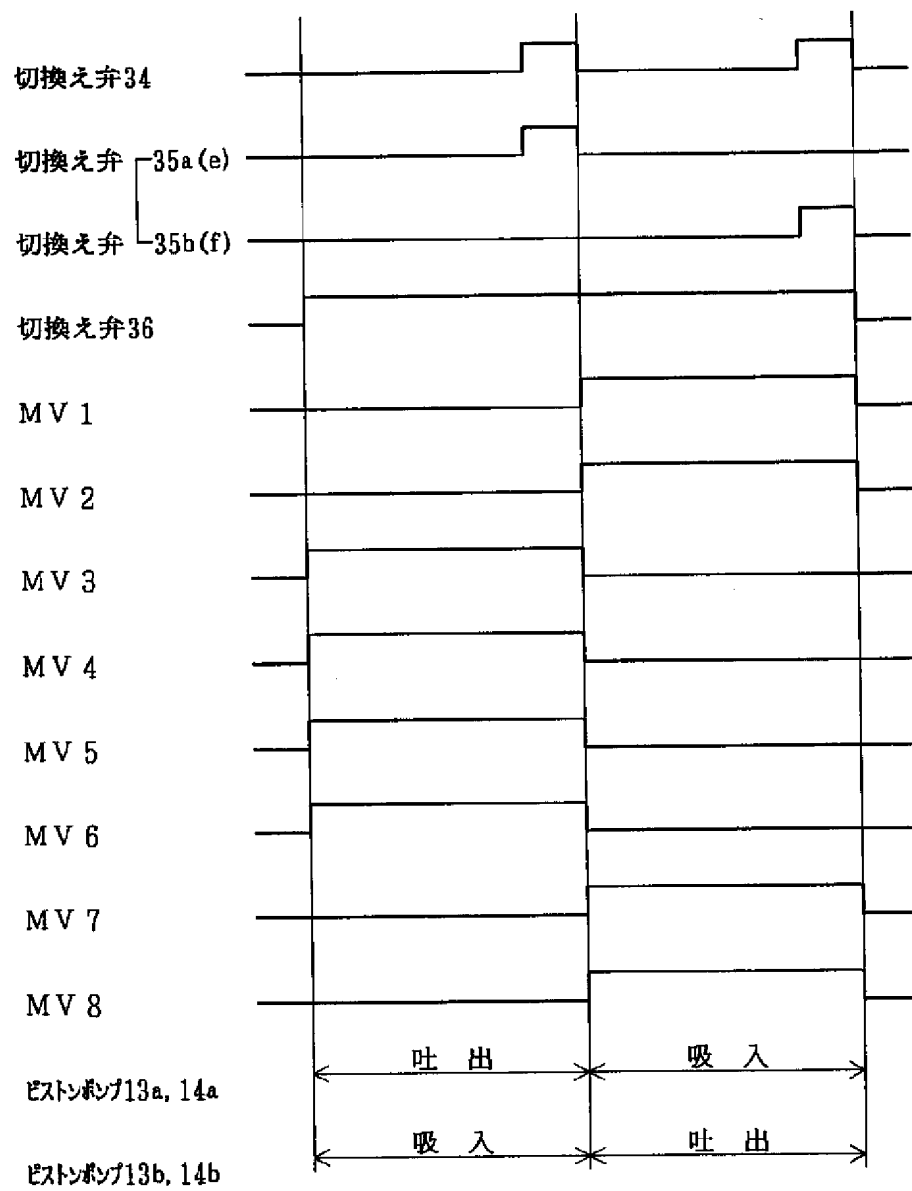 切換え弁34
切換え弁 35a(e)
切換え弁 35b(f)
切換え弁36
MV1
MV2
MV3
MV4
MV5
MV6
MV7
MV8
吐出 吸入
ピストンポンプ13a, 14a
吸入 吐出
ピストンポンプ13b, 14b